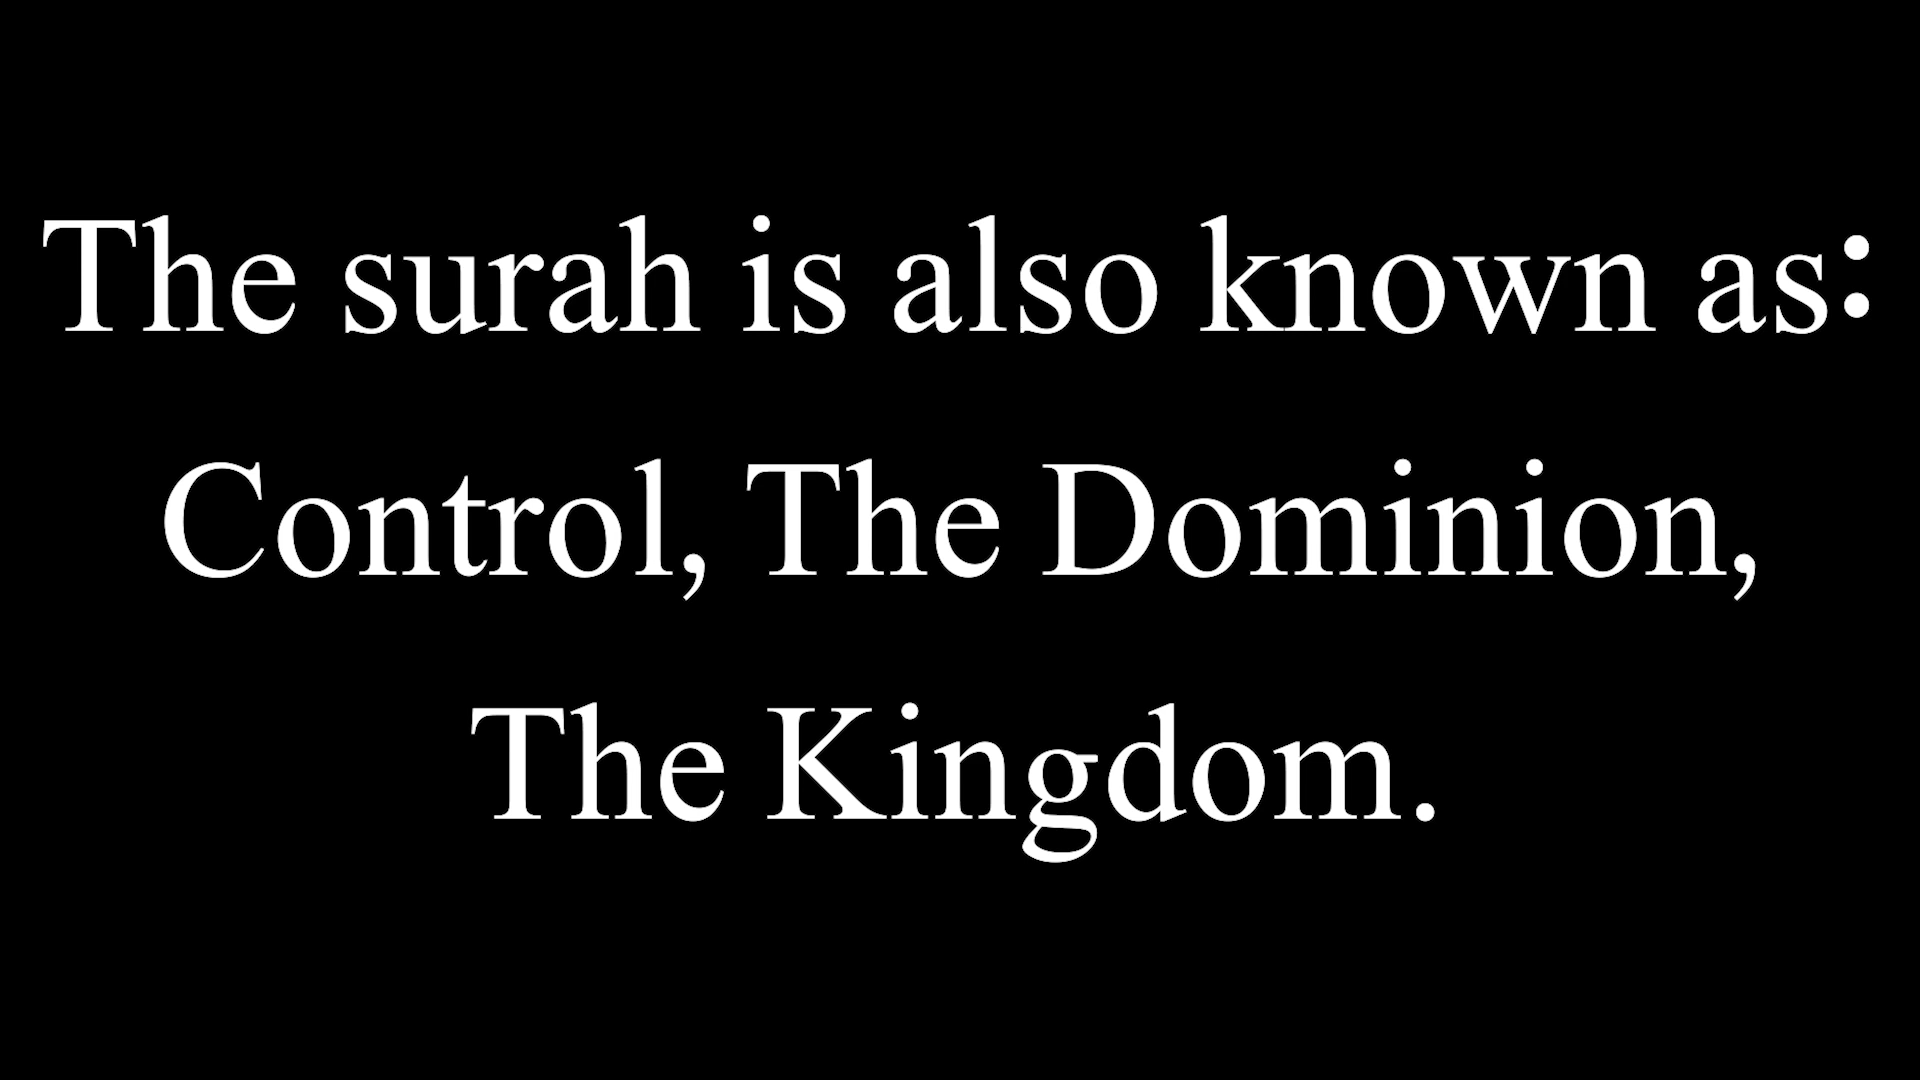 The surah is also known as:
Control, The Dominion,
The Kingdom.